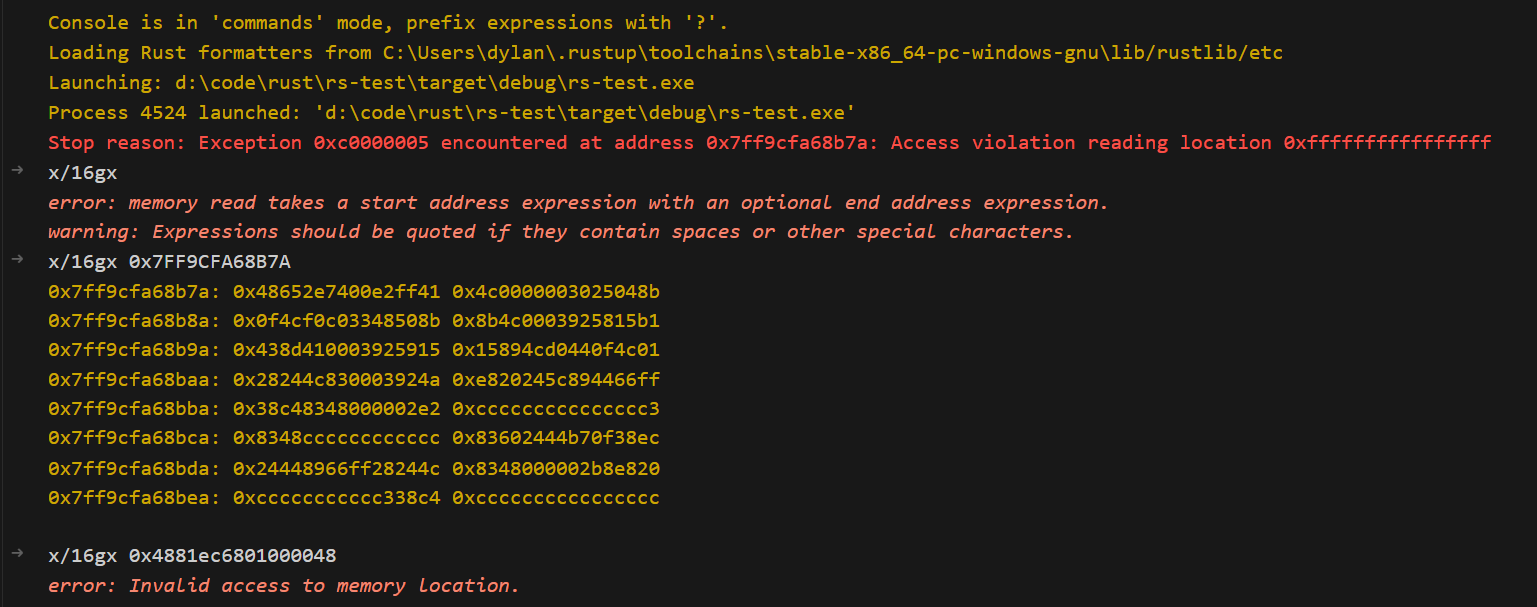 Console is in 'commands' mode, prefix expressions with '?'.
Loading Rust formatters from C:\Users\dylan\.rustup\toolchains\stable-x86_64-pc-windows-gnu\lib/rustlib/etc
Launching: d:\code\rust\rs-test\target\debug\rs-test.exe
Process 4524 launched: 'd:\code\rust\rs-test\target\debug\rs-test.exe'
Stop reason: Exception 0xc0000005 encountered at address 0x7ff9cfa68b7a: Access violation reading location 0xffffffffffffffff
→ x/16gx
error: memory read takes a start address expression with an optional end address expression.
warning: Expressions should be quoted if they contain spaces or other special characters.
→ x/16gx 0x7FF9CFA68B7A
0x7ff9cfa68b7a: 0x48652e7400e2ff41 0x4c0000003025048b
0x7ff9cfa68b8a: 0x0f4cf0c03348508b 0x8b4c0003925815b1
0x7ff9cfa68b9a: 0x438d410003925915 0x15894cd0440f4c01
0x7ff9cfa68baa: 0x28244c830003924a 0xe820245c894466ff
0x7ff9cfa68bba: 0x38c48348000002e2 0xccccccccccccccc3
0x7ff9cfa68bca: 0x8348cccccccccccc 0x83602444b70f38ec
0x7ff9cfa68bda: 0x24448966ff28244c 0x8348000002b8e820
0x7ff9cfa68bea: 0xccccccccccc338c4 0xcccccccccccccccc
→ x/16gx 0x4881ec6801000048
error: Invalid access to memory location.